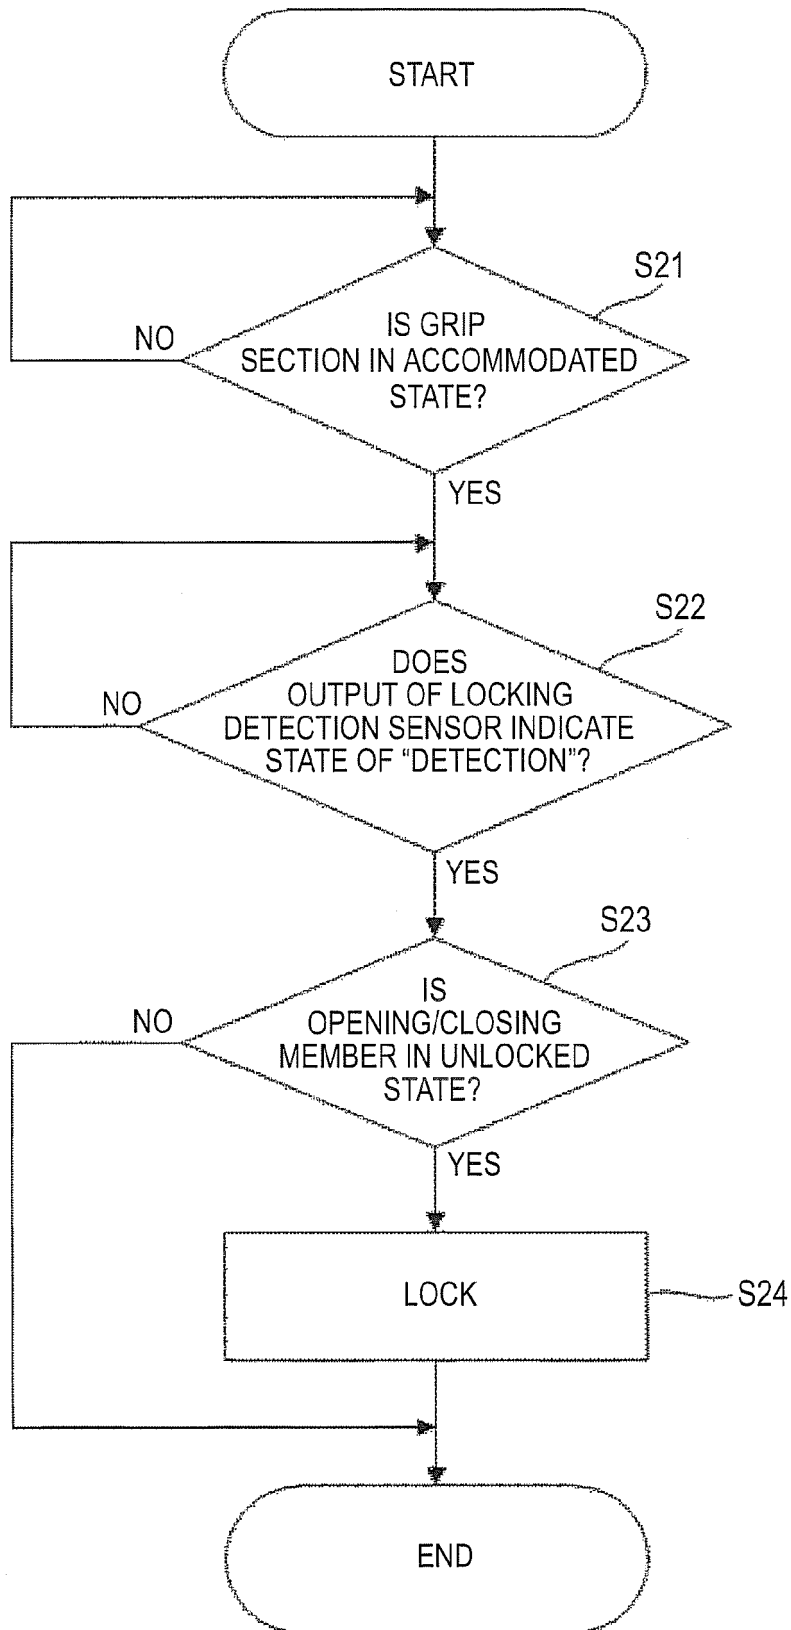 START
S21
IS GRIP
SECTION IN ACCOMMODATED
STATE?
NO
YES
S22
DOES
OUTPUT OF LOCKING
DETECTION SENSOR INDICATE
STATE OF “DETECTION”?
NO
YES
S23
IS
OPENING/CLOSING
MEMBER IN UNLOCKED
STATE?
NO
YES
LOCK
S24
END